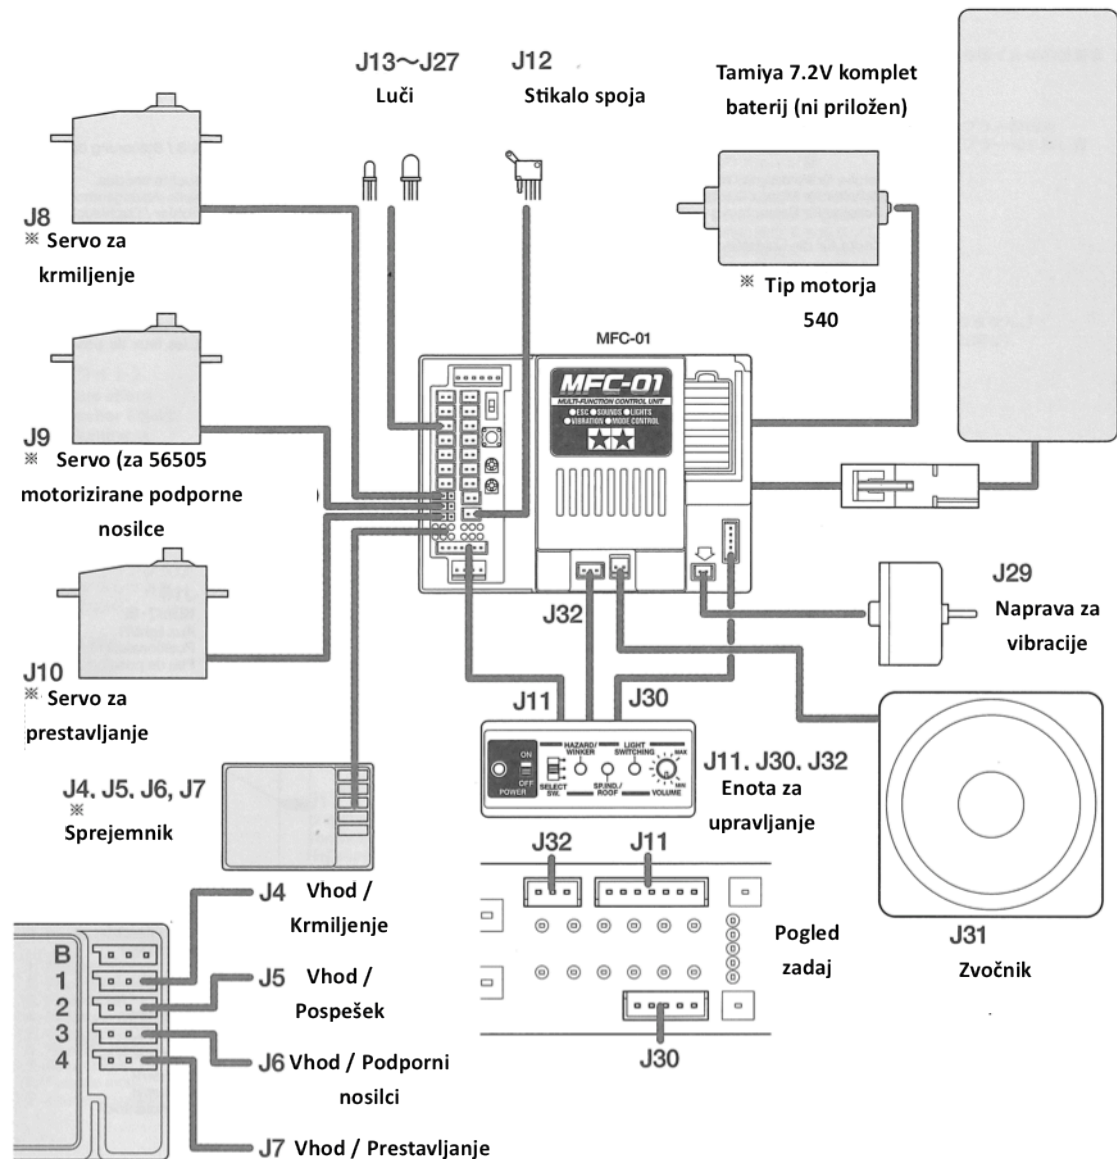 J13～J27
Luči
J12
Stikalo spoja
Tamiya 7.2V komplet
baterij (ni priložen)
J8
※ Servo za
krmiljenje
※ Tip motorja
540
MFC-01
MFC-01
MULTI-FUNCTION CONTROL UNIT
●ESC ●SOUNDS ●LIGHTS
●VIBRATION ●MODE CONTROL
J9
※ Servo (za 56505
motorizirane podporne
nosilce
J10
※ Servo za
prestavljanje
J32
J29
Naprava za
vibracije
J11
J30
HAZARD/
WINKER
LIGHT
SWITCHING
ON
OFF
POWER
SELECT
SW.
SP.IND./
ROOF
MAX
MIN
VOLUME
J11, J30, J32
Enota za
upravljanje
J4, J5, J6, J7
※
Sprejemnik
J32
J11
Pogled
zadaj
J30
J31
Zvočnik
B
1
2
3
4
J4 Vhod /
Krmiljenje
J5 Vhod /
Pospešek
J6 Vhod / Podporni
nosilci
J7 Vhod / Prestavljanje